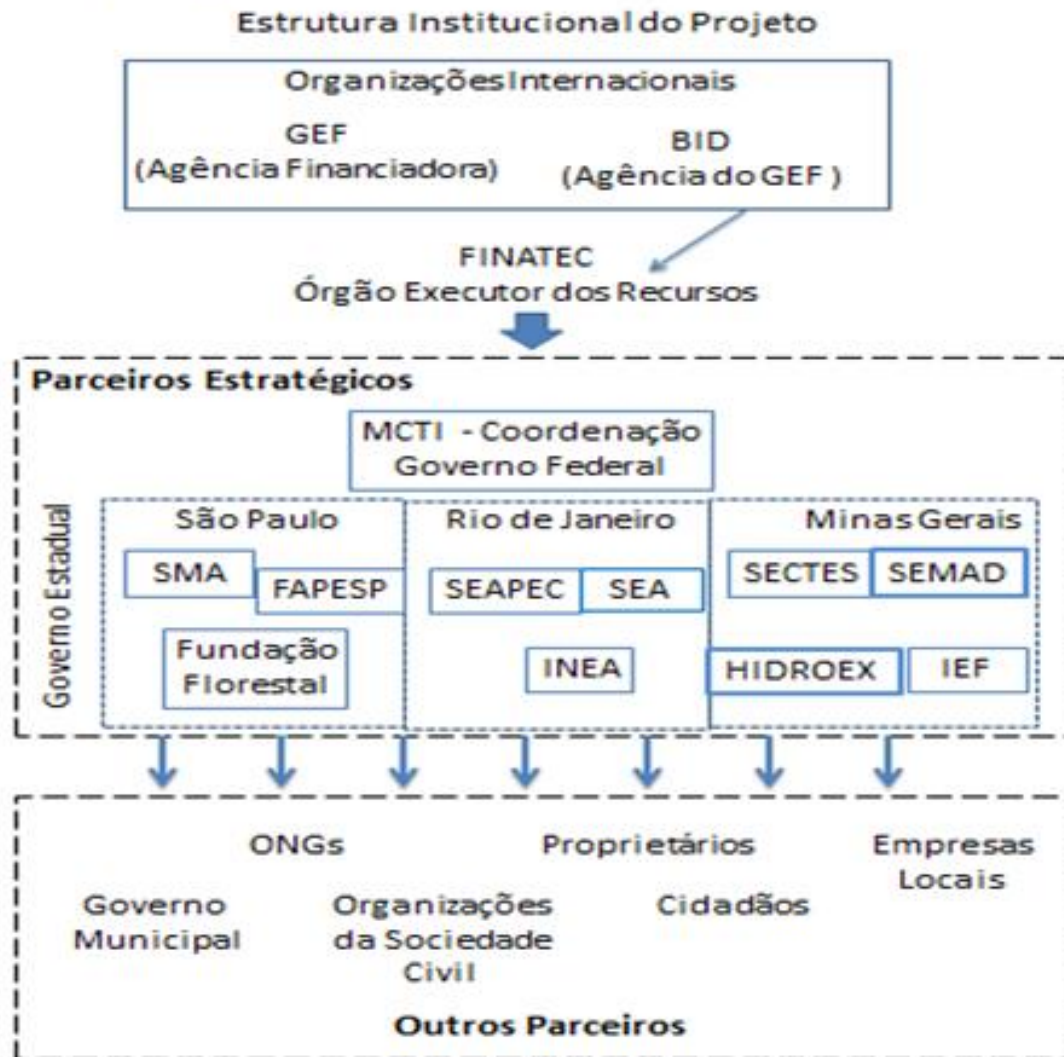 Estrutura Institucional do Projeto
Organizações Internacionais
GEF
(Agência Financiadora)
BID
(Agência do GEF )
FINATEC
Órgão Executor dos Recursos
Parceiros Estratégicos
MCTI - Coordenação
Governo Federal
Governo Estadual
São Paulo
SMA
FAPESP
Fundação
Florestal
Rio de Janeiro
SEAPEC
SEA
INEA
Minas Gerais
SECTES
SEMAD
HIDROEX
IEF
ONGs
Proprietários
Empresas
Locais
Governo
Municipal
Organizações
da Sociedade
Civil
Cidadãos
Outros Parceiros